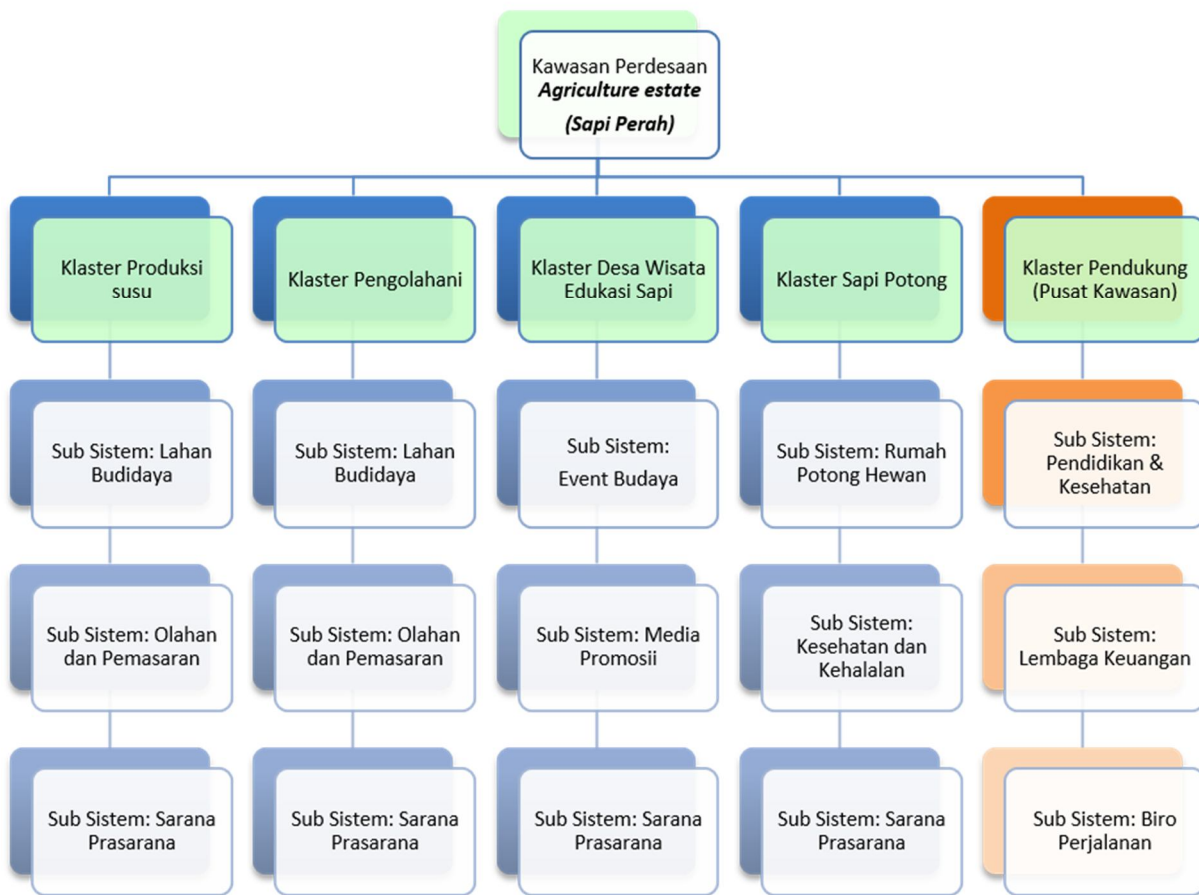 Kawasan Perdesaan
Agriculture estate
(Sapi Perah)
Klaster Produksi
susu
Klaster Pengolahani
Klaster Desa Wisata
Edukasi Sapi
Klaster Sapi Potong
Klaster Pendukung
(Pusat Kawasan)
Sub Sistem: Lahan
Budidaya
Sub Sistem: Lahan
Budidaya
Sub Sistem:
Event Budaya
Sub Sistem: Rumah
Potong Hewan
Sub Sistem:
Pendidikan &
Kesehatan
Sub Sistem: Olahan
dan Pemasaran
Sub Sistem: Olahan
dan Pemasaran
Sub Sistem: Media
Promosii
Sub Sistem:
Kesehatan dan
Kehalalan
Sub Sistem:
Lembaga Keuangan
Sub Sistem: Sarana
Prasarana
Sub Sistem: Sarana
Prasarana
Sub Sistem: Sarana
Prasarana
Sub Sistem: Sarana
Prasarana
Sub Sistem: Biro
Perjalanan